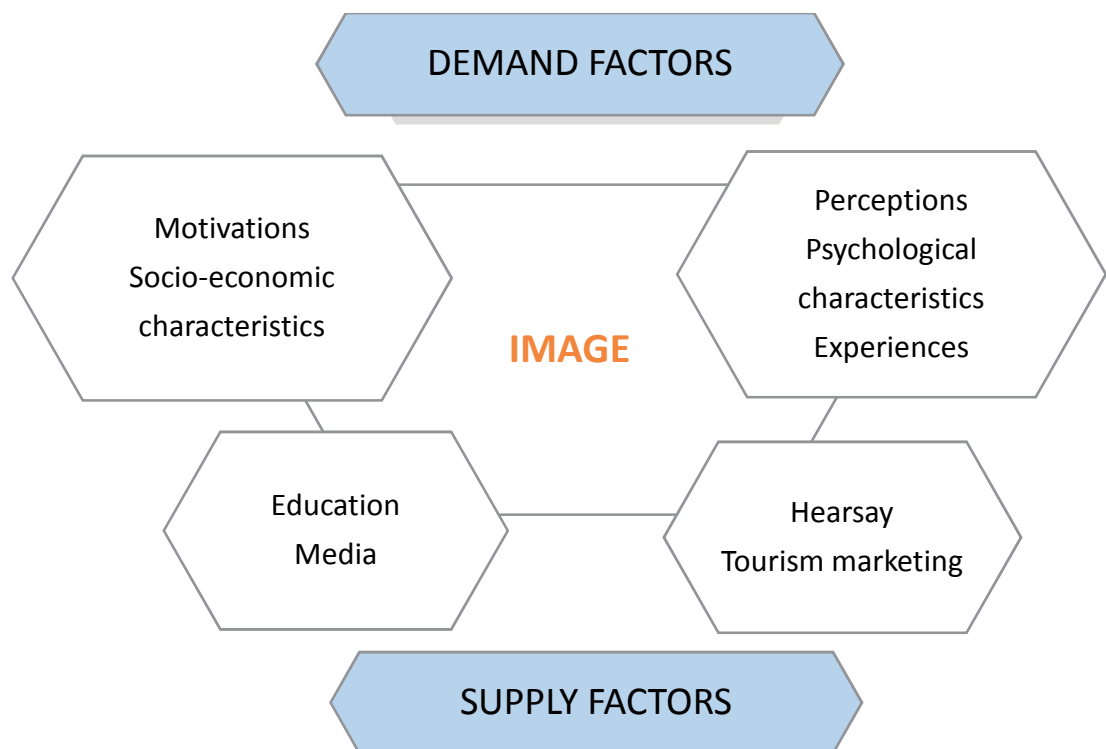 DEMAND FACTORS
Motivations
Socio-economic
characteristics
Perceptions
Psychological
characteristics
Experiences
IMAGE
Education
Media
Hearsay
Tourism marketing
SUPPLY FACTORS